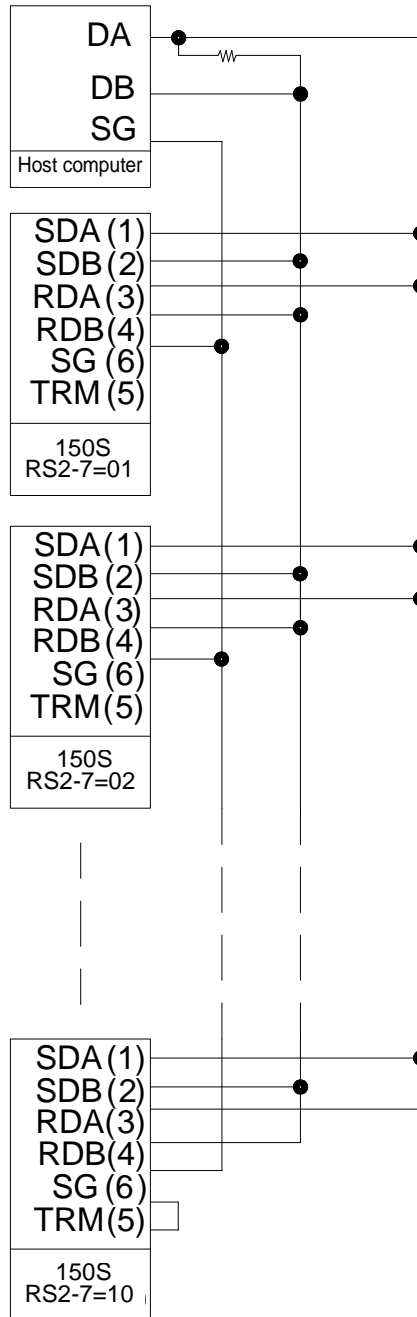 DA
DB
SG
Host computer
SDA (1)
SDB (2)
RDA (3)
RDB (4)
SG (6)
TRM (5)
150S
RS2-7=01
SDA (1)
SDB (2)
RDA (3)
RDB (4)
SG (6)
TRM (5)
150S
RS2-7=02
SDA (1)
SDB (2)
RDA (3)
RDB (4)
SG (6)
TRM (5)
150S
RS2-7=10 (